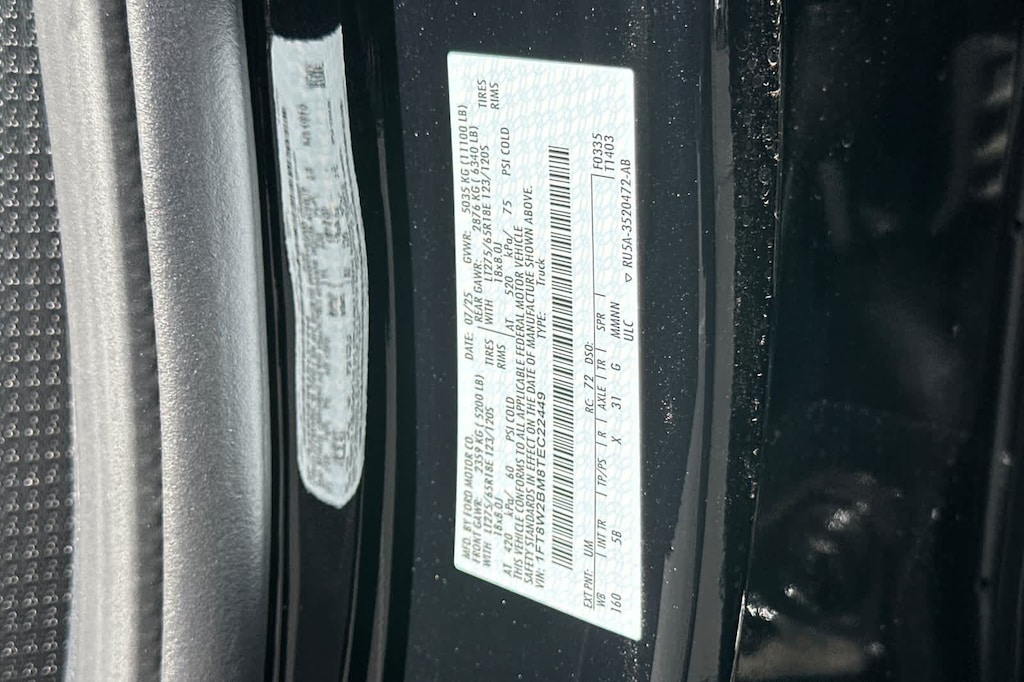 MFD. BY FORD MOTOR CO. DATE: 07/25 GVWR: 5035 KG (11100 LB)
FRONT GAWR: 2359 KG ( 5200 LB) REAR GAWR: 2876 KG ( 6340 LB)
WITH LT275/65R18E 123/120S TIRES WITH LT275/65R18E 123/120S TIRES
18x8.0J RIMS 18x8.0J RIMS
AT 420 kPa/ 60 PSI COLD AT 520 kPa/ 75 PSI COLD
THIS VEHICLE CONFORMS TO ALL APPLICABLE FEDERAL MOTOR VEHICLE
SAFETY STANDARDS IN EFFECT ON THE DATE OF MANUFACTURE SHOWN ABOVE.
VIN: 1FT8W2BM8TEC22449 TYPE: Truck
EXT PNT: UM RC: 72 DSO: F0335
WB INT TR TP/PS R AXLE TR SPR T1403
160 5B X 31 G MMMNN
ULC
▽ RU5A-3520472-AB